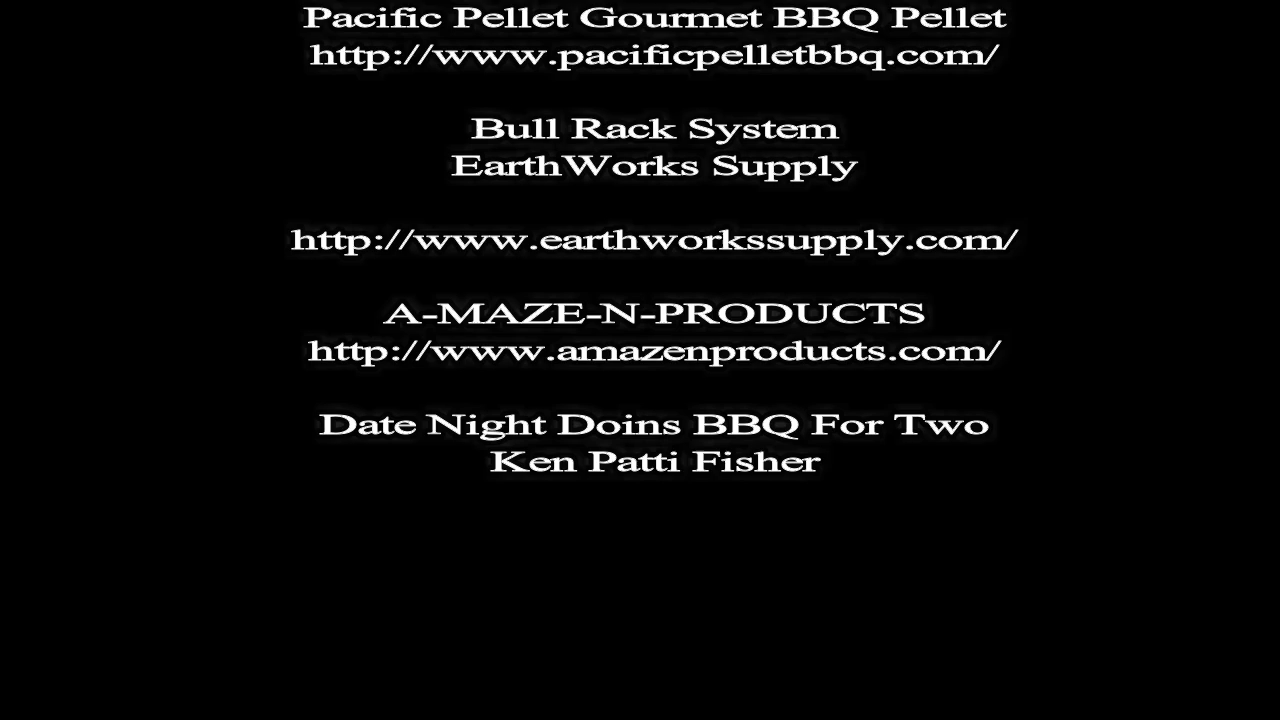 Pacific Pellet Gourmet BBQ Pellet
http://www.pacificpelletbbq.com/
Bull Rack System
EarthWorks Supply
http://www.earthworkssupply.com/
A-MAZE-N-PRODUCTS
http://www.amazenproducts.com/
Date Night Doins BBQ For Two
Ken Patti Fisher